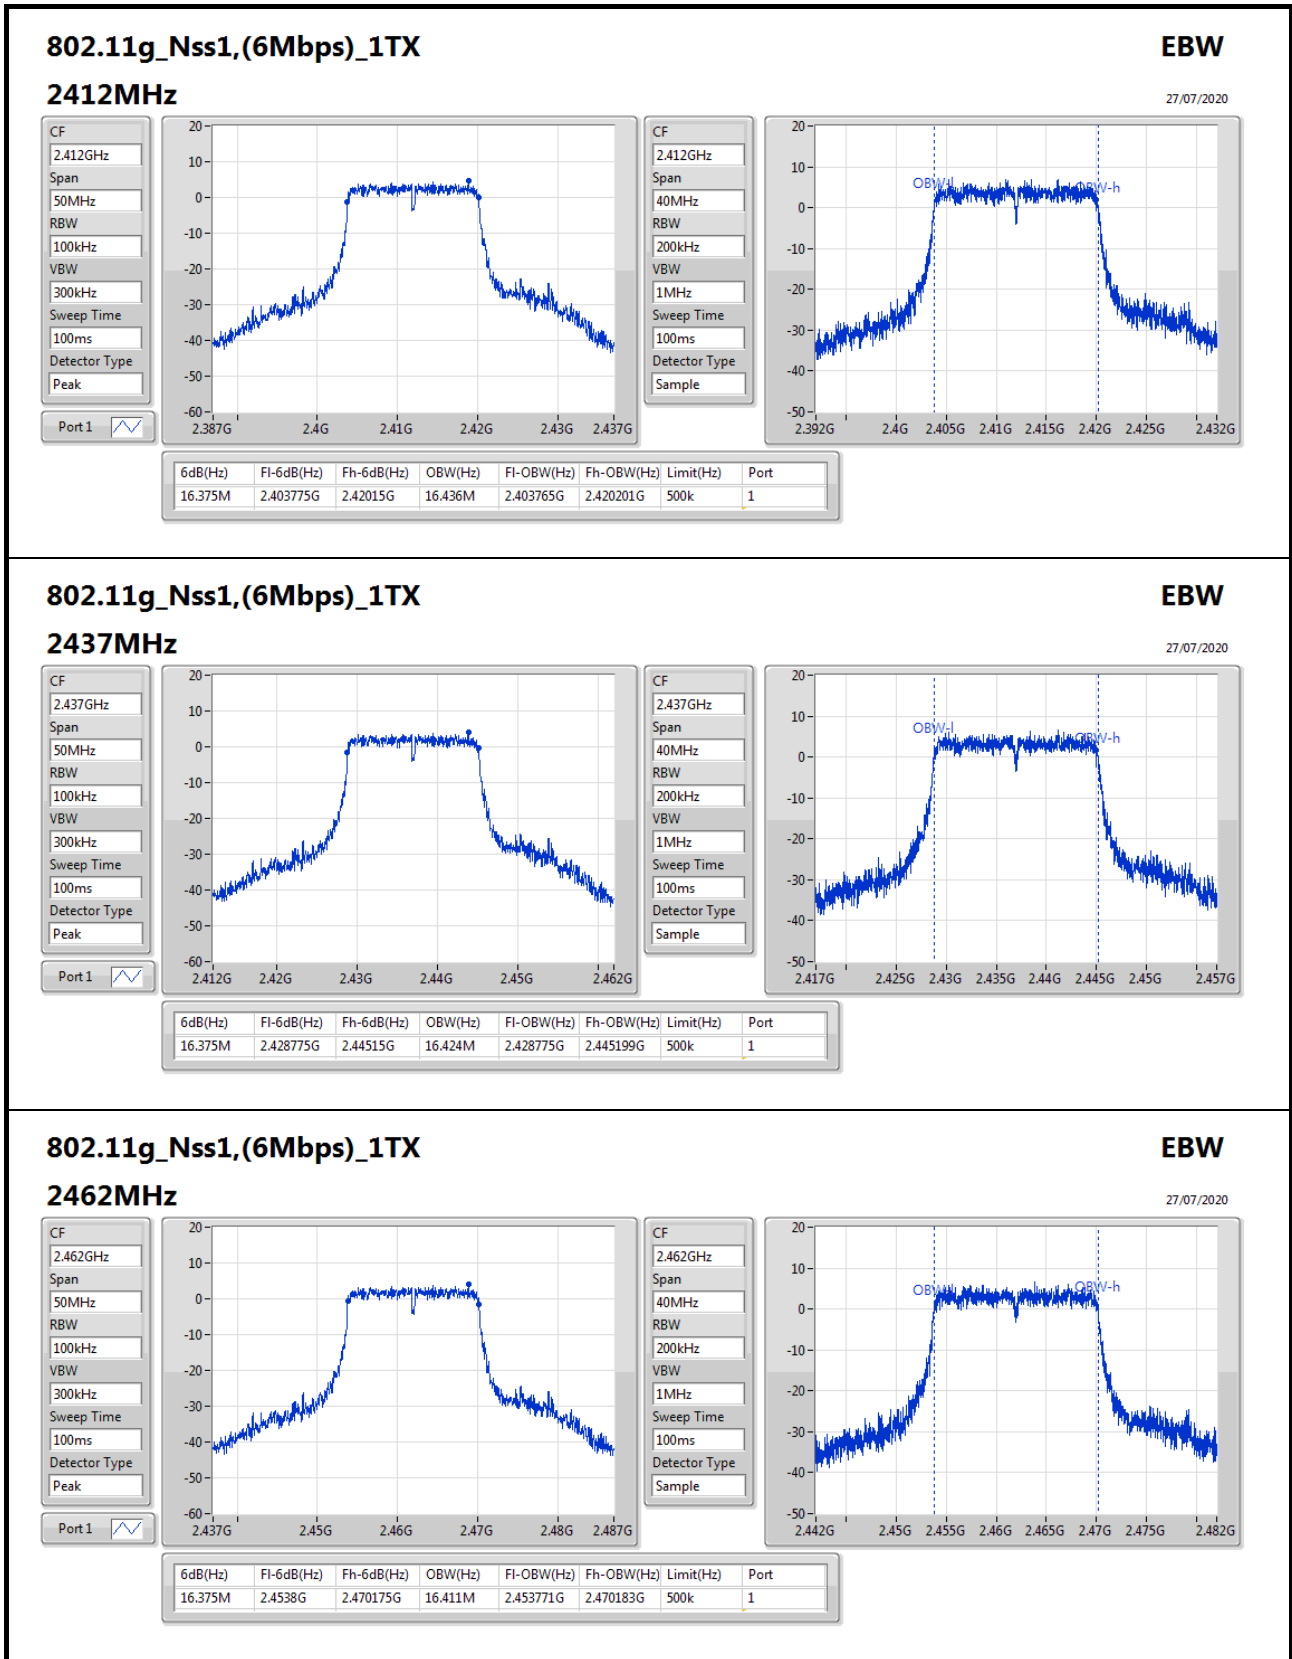 802.11g_Nss1,(6Mbps)_1TX EBW
2412MHz 27/07/2020
CF
2.412GHz
Span
50MHz
RBW
100kHz
VBW
300kHz
Sweep Time
100ms
Detector Type
Peak
Port 1
20
10
0
-10
-20
-30
-40
-50
-60
2.387G 2.4G 2.41G 2.42G 2.43G 2.437G
CF
2.412GHz
Span
40MHz
RBW
200kHz
VBW
1MHz
Sweep Time
100ms
Detector Type
Sample
20
10
0
-10
-20
-30
-40
-50
OBW-l OBW-h
2.392G 2.4G 2.405G 2.41G 2.415G 2.42G 2.425G 2.432G
6dB(Hz) Fl-6dB(Hz) Fh-6dB(Hz) OBW(Hz) Fl-OBW(Hz) Fh-OBW(Hz) Limit(Hz) Port
16.375M 2.403775G 2.42015G 16.436M 2.403765G 2.420201G 500k 1
802.11g_Nss1,(6Mbps)_1TX EBW
2437MHz 27/07/2020
CF
2.437GHz
Span
50MHz
RBW
100kHz
VBW
300kHz
Sweep Time
100ms
Detector Type
Peak
Port 1
20
10
0
-10
-20
-30
-40
-50
-60
2.412G 2.42G 2.43G 2.44G 2.45G 2.462G
CF
2.437GHz
Span
40MHz
RBW
200kHz
VBW
1MHz
Sweep Time
100ms
Detector Type
Sample
20
10
0
-10
-20
-30
-40
-50
OBW-l OBW-h
2.417G 2.425G 2.43G 2.435G 2.44G 2.445G 2.45G 2.457G
6dB(Hz) Fl-6dB(Hz) Fh-6dB(Hz) OBW(Hz) Fl-OBW(Hz) Fh-OBW(Hz) Limit(Hz) Port
16.375M 2.428775G 2.44515G 16.424M 2.428775G 2.445199G 500k 1
802.11g_Nss1,(6Mbps)_1TX EBW
2462MHz 27/07/2020
CF
2.462GHz
Span
50MHz
RBW
100kHz
VBW
300kHz
Sweep Time
100ms
Detector Type
Peak
Port 1
20
10
0
-10
-20
-30
-40
-50
-60
2.437G 2.45G 2.46G 2.47G 2.48G 2.487G
CF
2.462GHz
Span
40MHz
RBW
200kHz
VBW
1MHz
Sweep Time
100ms
Detector Type
Sample
20
10
0
-10
-20
-30
-40
-50
OBW-l OBW-h
2.442G 2.45G 2.455G 2.46G 2.465G 2.47G 2.475G 2.482G
6dB(Hz) Fl-6dB(Hz) Fh-6dB(Hz) OBW(Hz) Fl-OBW(Hz) Fh-OBW(Hz) Limit(Hz) Port
16.375M 2.4538G 2.470175G 16.411M 2.453771G 2.470183G 500k 1